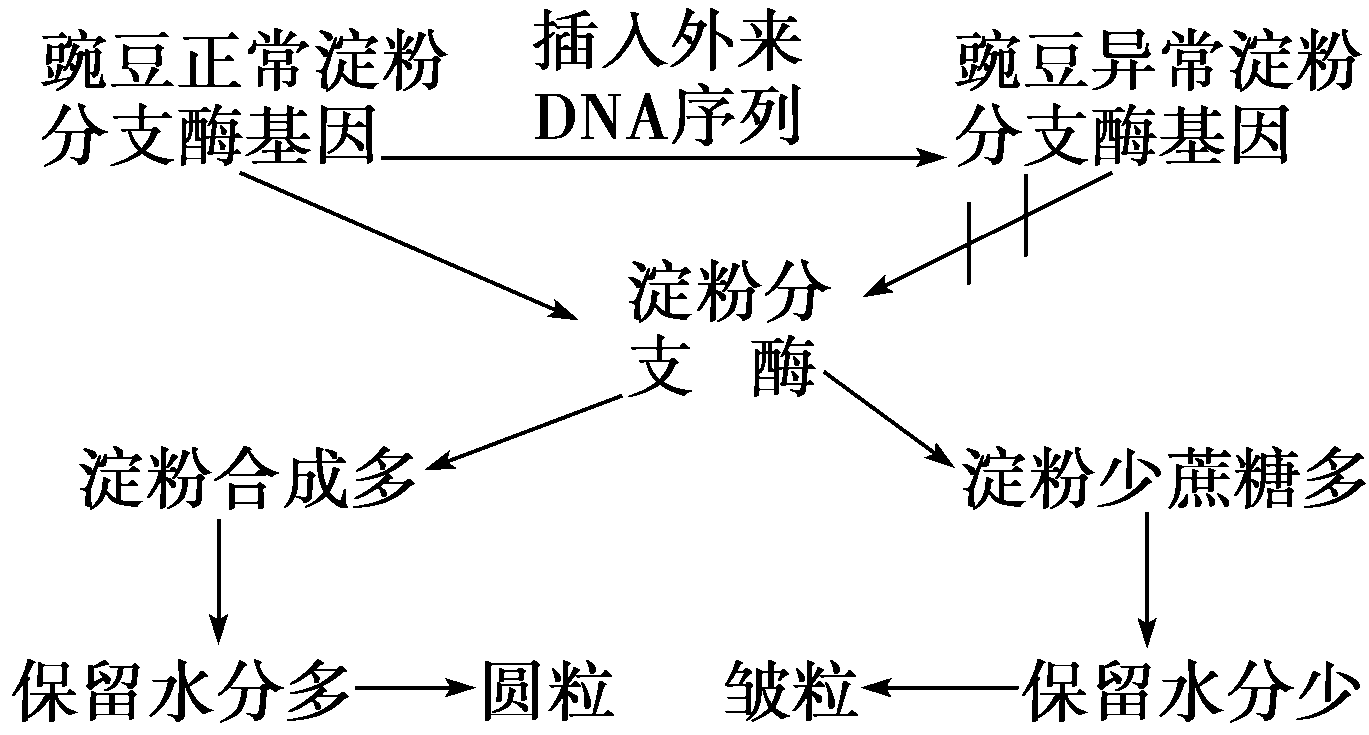 豌豆正常淀粉
分支酶基因
插入外来
DNA序列
豌豆异常淀粉
分支酶基因
淀粉分
支 酶
淀粉合成多
淀粉少蔗糖多
保留水分多
圆粒
皱粒
保留水分少